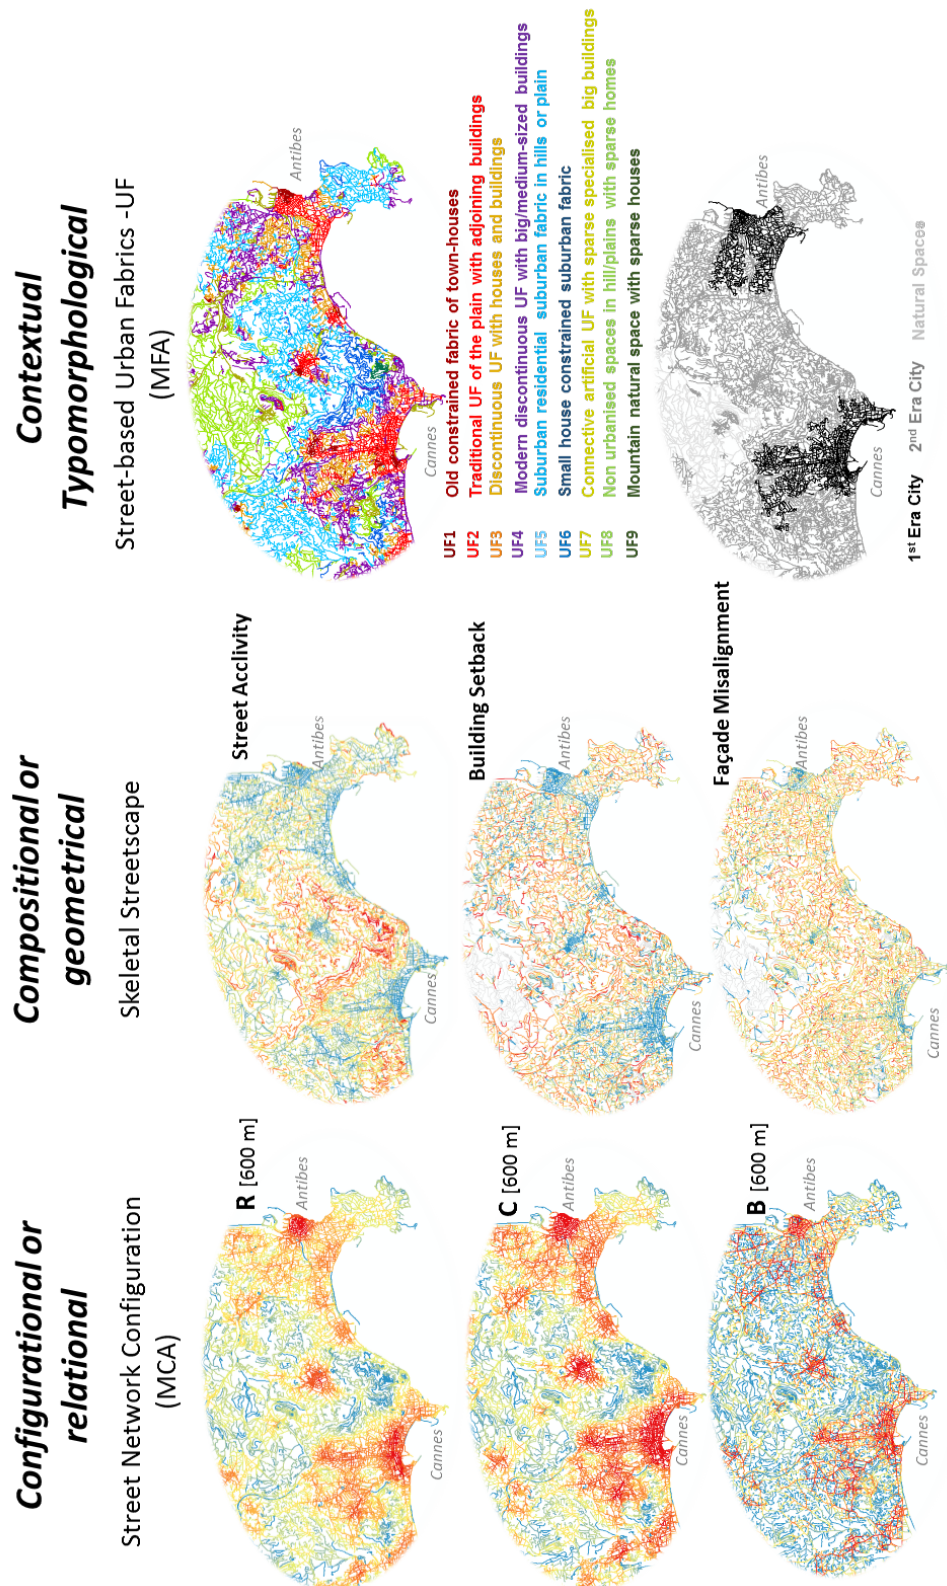 Configurational or
relational
Street Network Configuration
(MCA)
R [600 m]
Antibes
Cannes
C [600 m]
Antibes
Cannes
B [600 m]
Antibes
Cannes
Compositional or
geometrical
Skeletal Streetscape
Street Acclivity
Antibes
Cannes
Building Setback
Antibes
Cannes
Façade Misalignment
Antibes
Cannes
Contextual
Typomorphological
Street-based Urban Fabrics -UF
(MFA)
Antibes
Cannes
UF1 Old constrained fabric of town-houses
UF2 Traditional UF of the plain with adjoining buildings
UF3 Discontinuous UF with houses and buildings
UF4 Modern discontinuous UF with big/medium-sized buildings
UF5 Suburban residential suburban fabric in hills or plain
UF6 Small house constrained suburban fabric
UF7 Connective artificial UF with sparse specialised big buildings
UF8 Non urbanised spaces in hill/plains with sparse homes
UF9 Mountain natural space with sparse houses
Antibes
Cannes
1st Era City 2nd Era City Natural Spaces